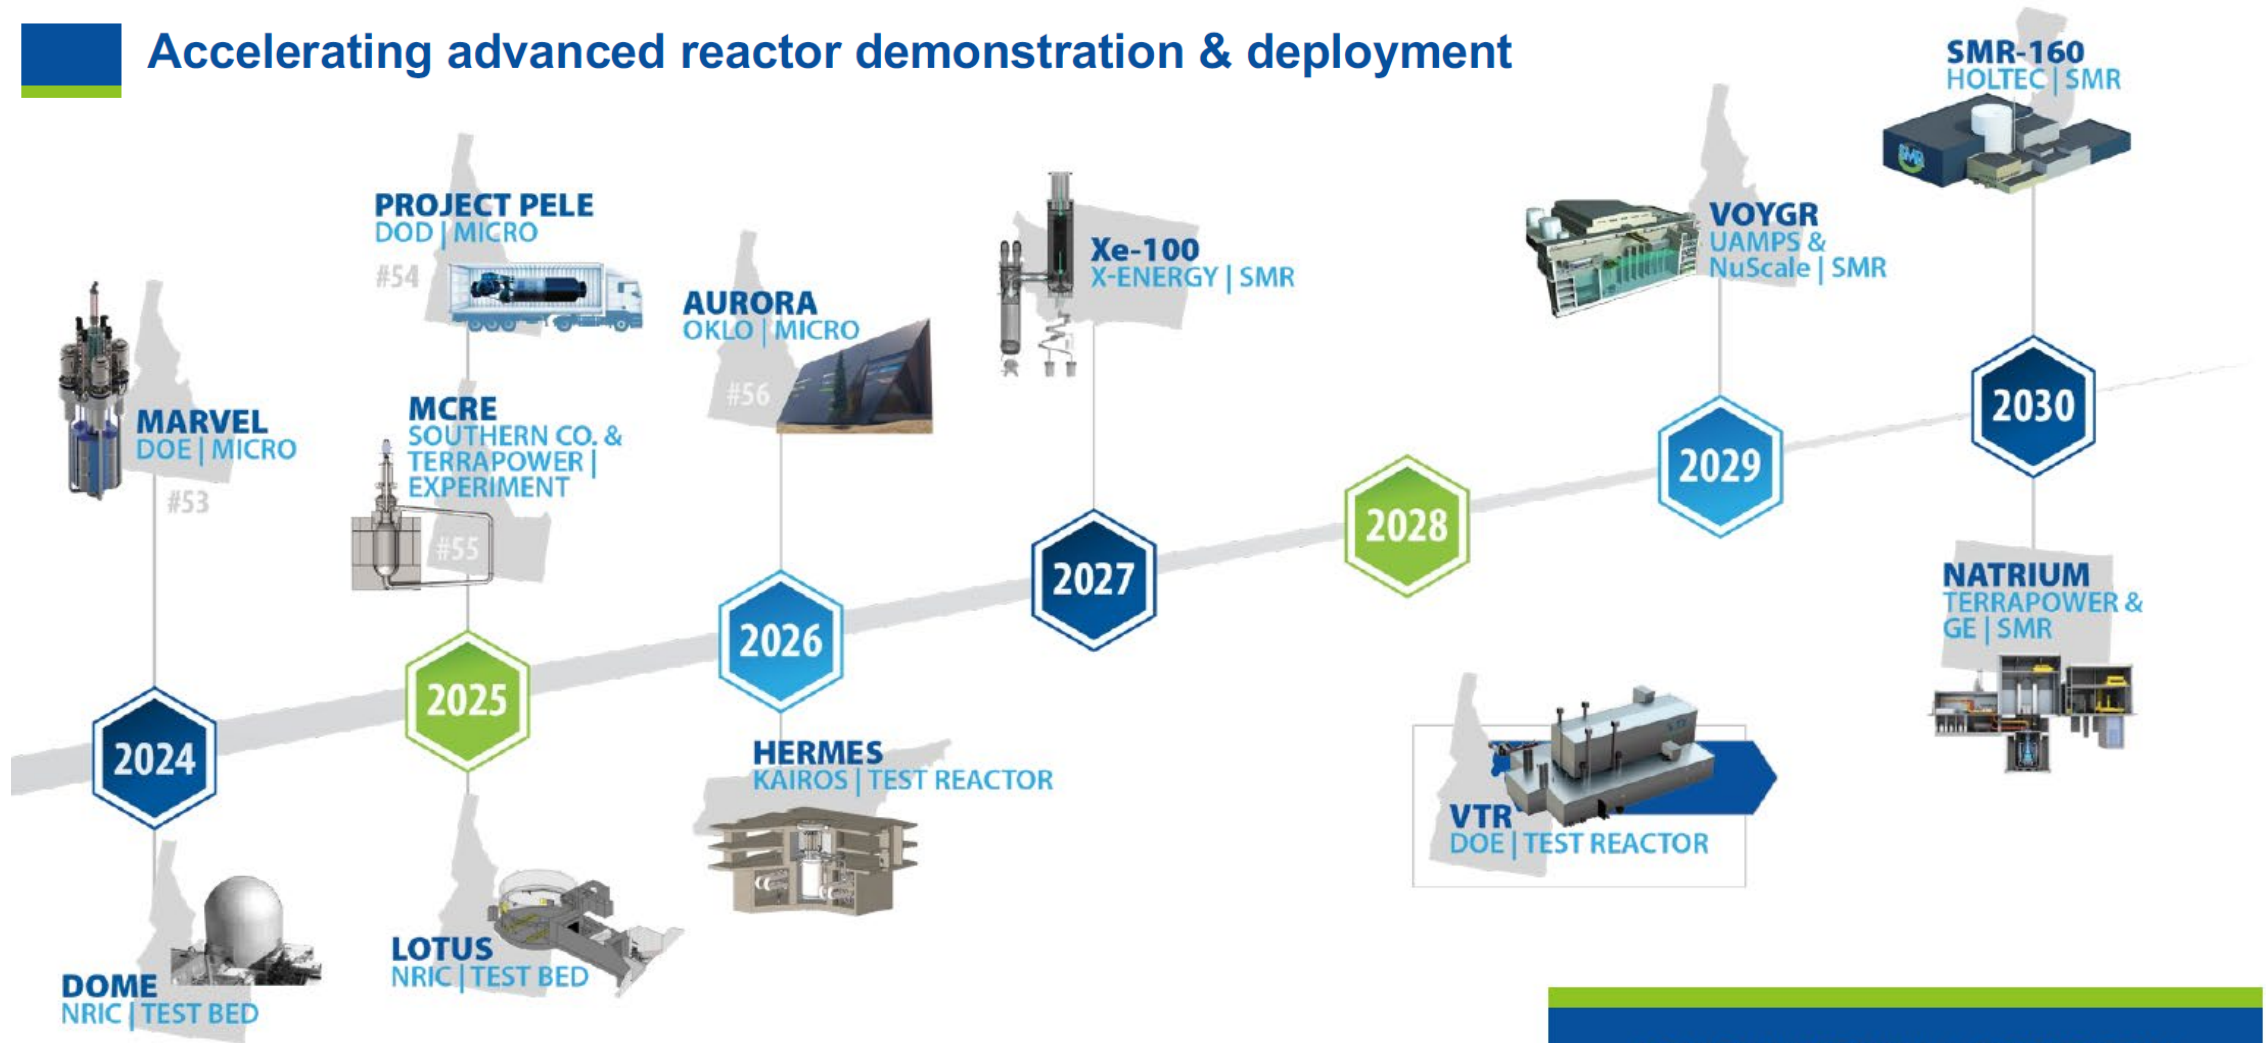 Accelerating advanced reactor demonstration & deployment
SMR-160
HOLTEC | SMR
PROJECT PELE
DOD | MICRO
#54
VOYGR
UAMPS &
NuScale | SMR
Xe-100
X-ENERGY | SMR
AURORA
OKLO | MICRO
#56
MARVEL
DOE | MICRO
#53
MCRE
SOUTHERN CO. &
TERRAPOWER |
EXPERIMENT
#55
SMR
2030
2029
2028
2027
2026
2025
2024
NATRIUM
TERRAPOWER &
GE | SMR
HERMES
KAIROS | TEST REACTOR
VTR
DOE | TEST REACTOR
LOTUS
NRIC | TEST BED
DOME
NRIC | TEST BED